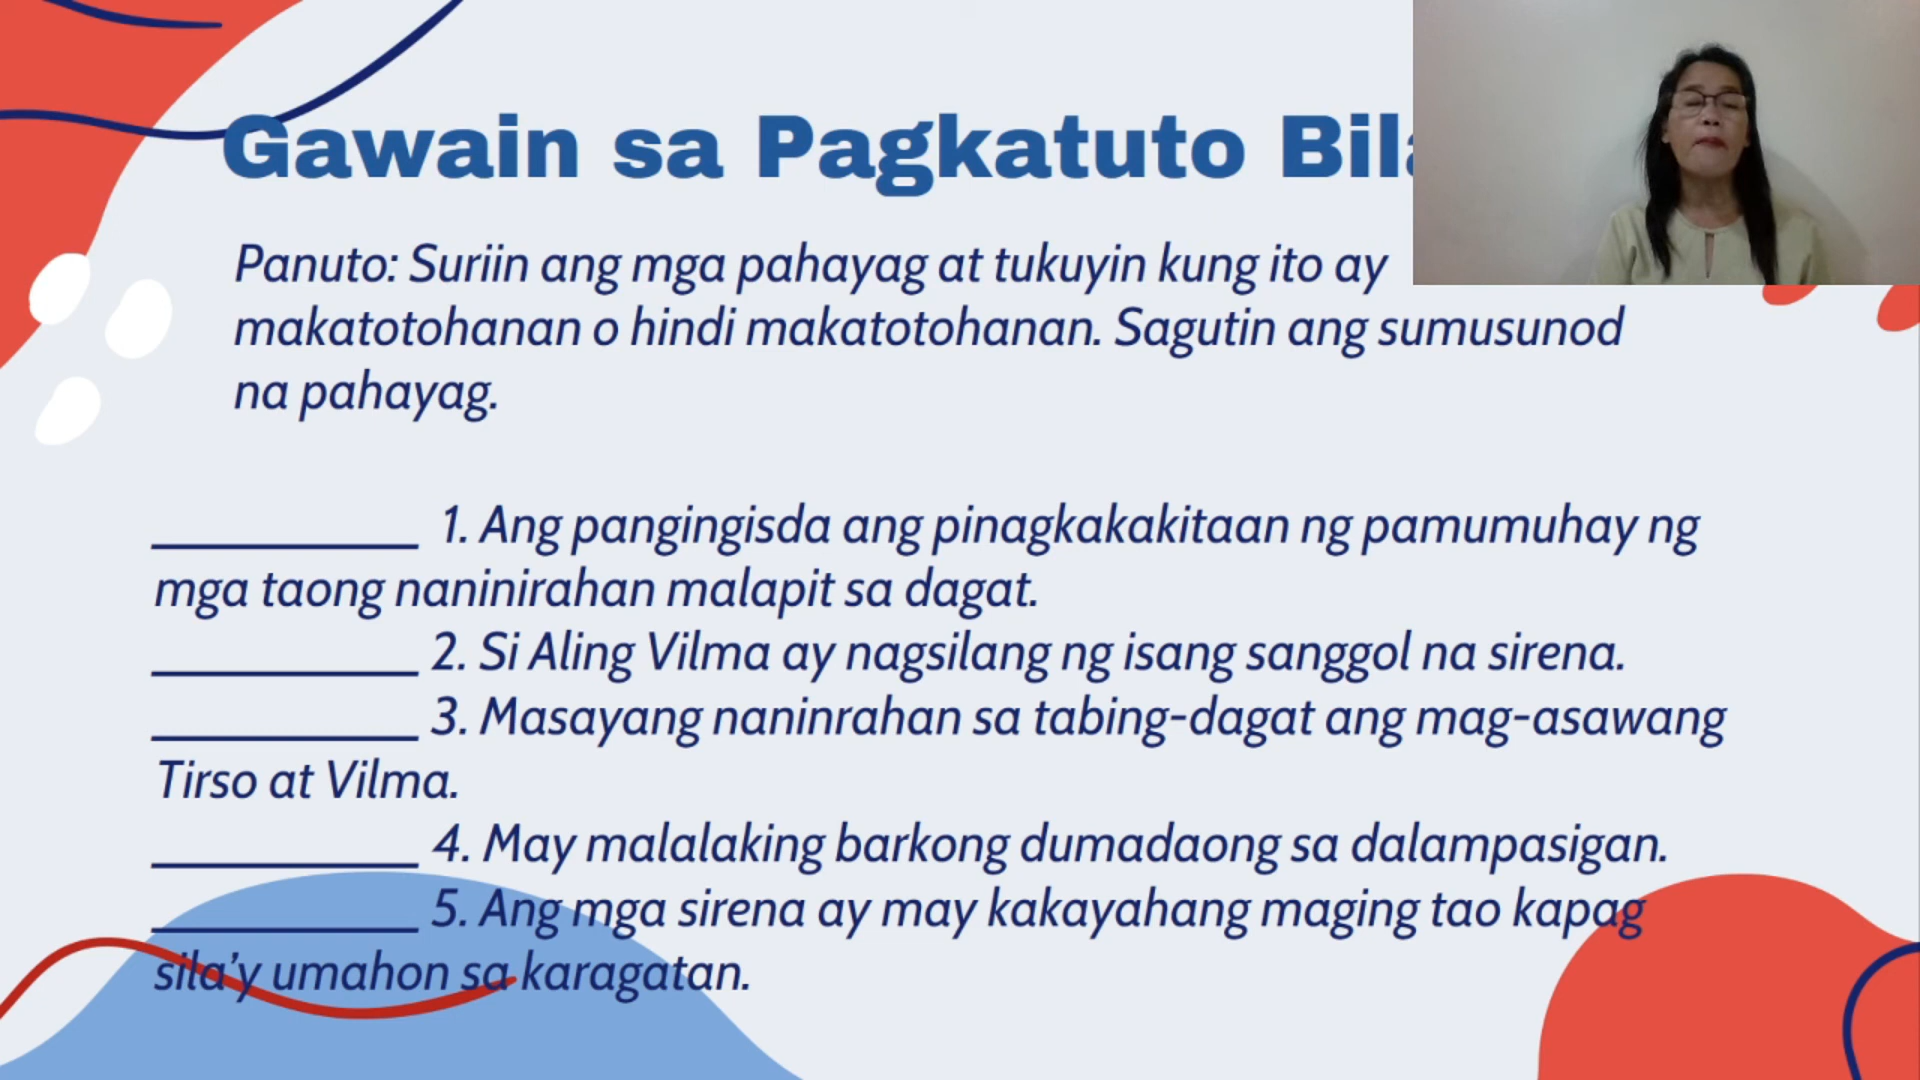 Gawain sa Pagkatuto
Panuto: Suriin ang mga pahayag at tukuyin kung ito ay
makatotohanan o hindi makatotohanan. Sagutin ang sumusunod
na pahayag.
__________ 1. Ang pangingisda ang pinagkakakitaan ng pamumuhay ng
mga taong naninirahan malapit sa dagat.
__________ 2. Si Aling Vilma ay nagsilang ng isang sanggol na sirena.
__________ 3. Masayang naninrahan sa tabing-dagat ang mag-asawang
Tirso at Vilma.
__________ 4. May malalaking barkong dumadaong sa dalampasigan.
__________ 5. Ang mga sirena ay may kakayahang maging tao kapag
sila’y umahon sa karagatan.